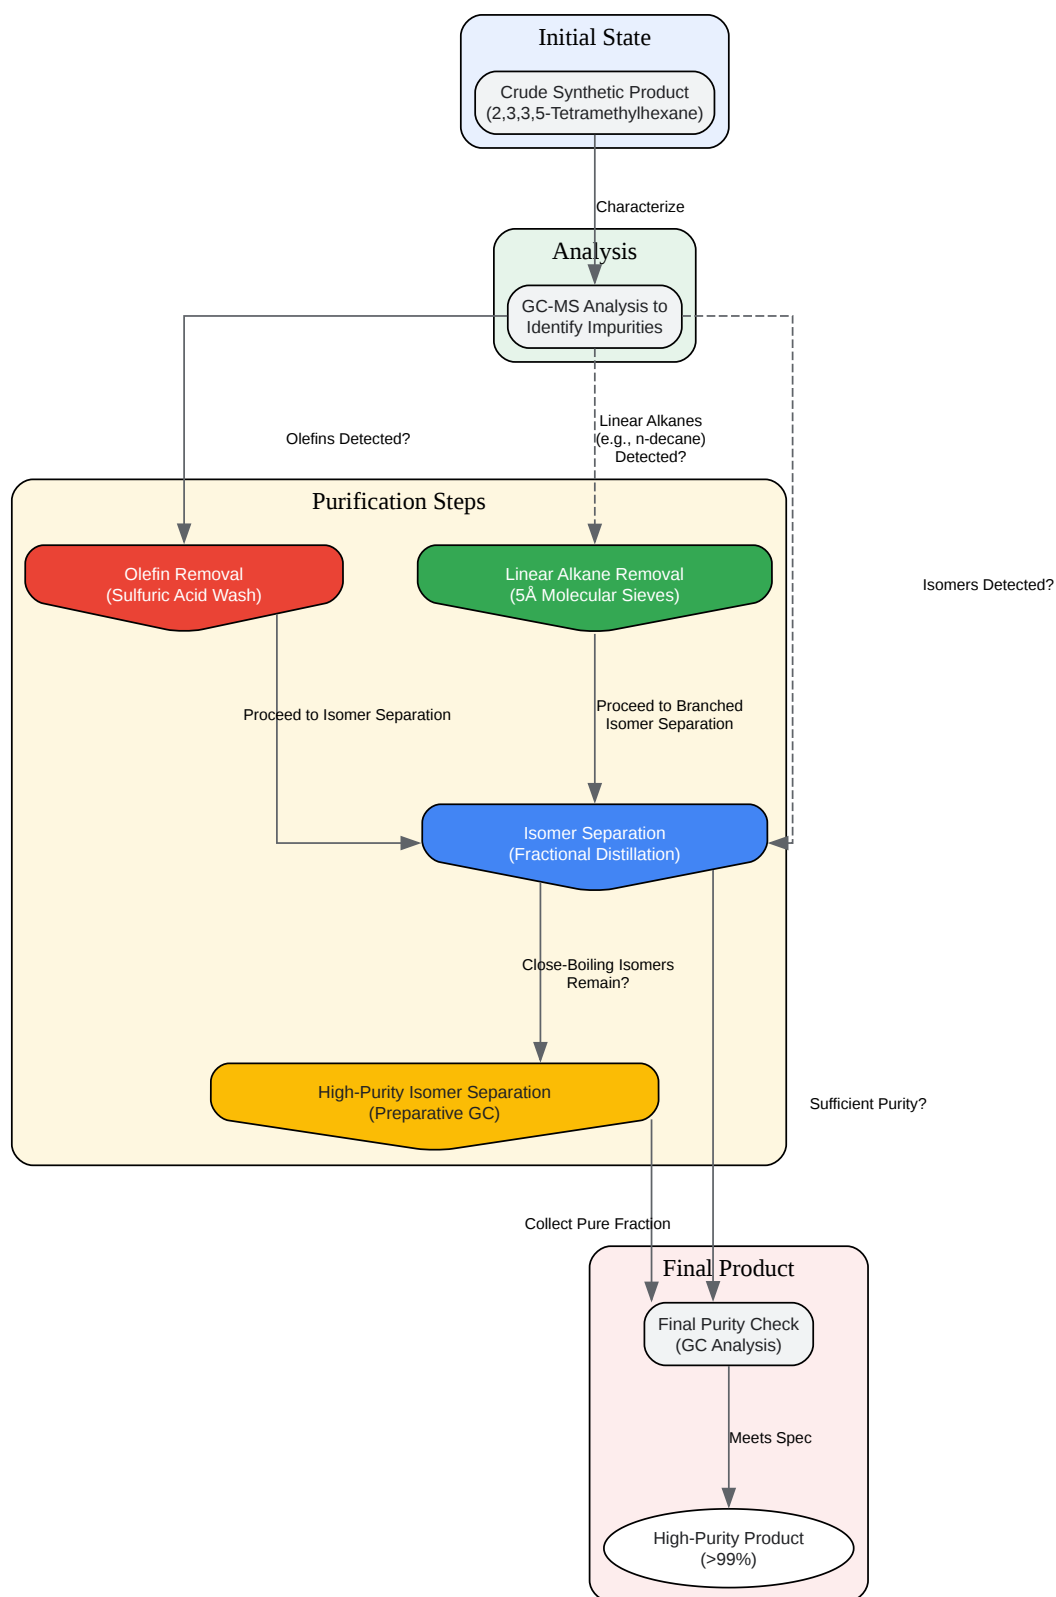 Initial State
Crude Synthetic Product
(2,3,3,5-Tetramethylhexane)
Characterize
Analysis
GC-MS Analysis to
Identify Impurities
Olefins Detected?
Linear Alkanes
(e.g., n-decane)
Detected?
Purification Steps
Olefin Removal
(Sulfuric Acid Wash)
Linear Alkane Removal
(5Å Molecular Sieves)
Isomers Detected?
Proceed to Isomer Separation
Proceed to Branched
Isomer Separation
Isomer Separation
(Fractional Distillation)
Close-Boiling Isomers
Remain?
High-Purity Isomer Separation
(Preparative GC)
Sufficient Purity?
Collect Pure Fraction
Final Product
Final Purity Check
(GC Analysis)
Meets Spec
High-Purity Product
(>99%)